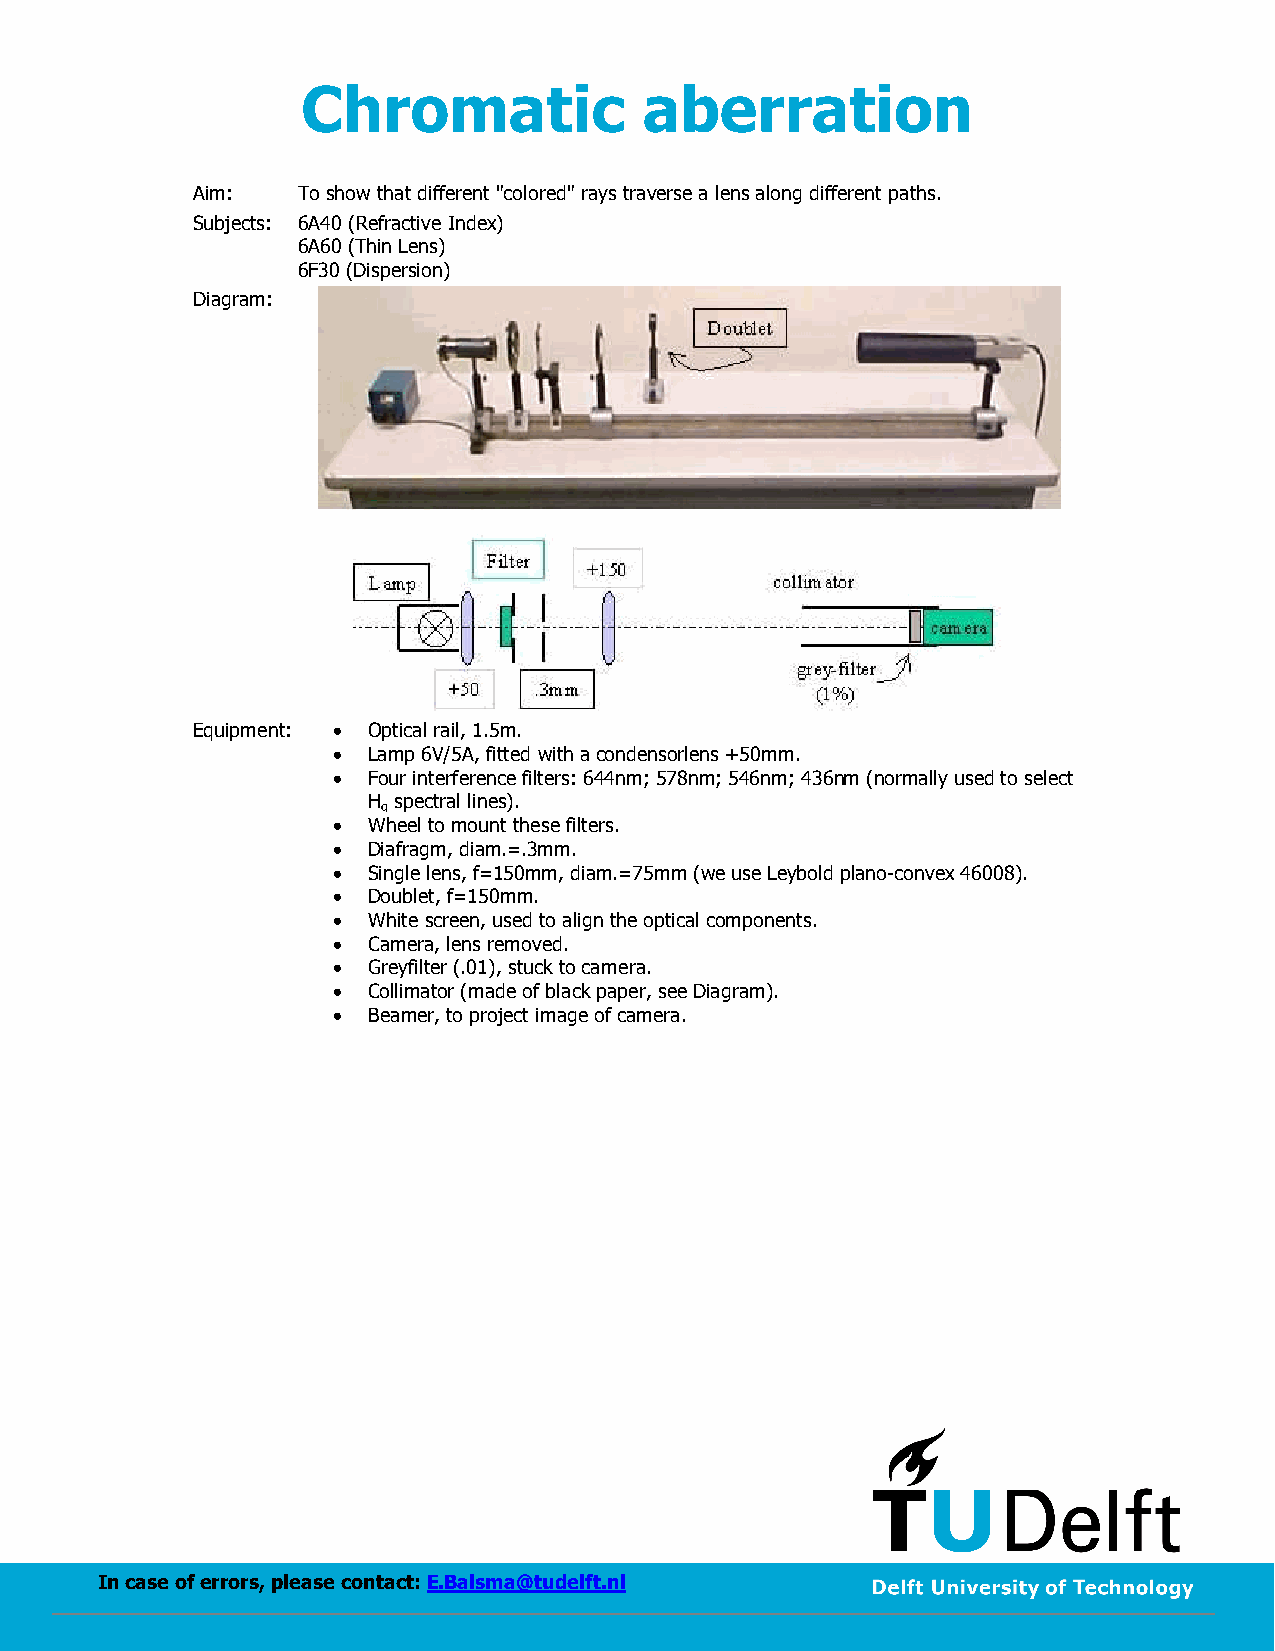 Chromatic aberration
Aim: To show that different "colored" rays traverse a lens along different paths.
Subjects: 6A40 (Refractive Index)
6A60 (Thin Lens)
6F30 (Dispersion)
Diagram:
Doublet
Filter
+150
Lamp
collimator
camera
grey-filter
(1%)
+50
.3mm
Equipment: • Optical rail, 1.5m.
• Lamp 6V/5A, fitted with a condensorlens +50mm.
• Four interference filters: 644nm; 578nm; 546nm; 436nm (normally used to select
Hq spectral lines).
• Wheel to mount these filters.
• Diafragm, diam.=.3mm.
• Single lens, f=150mm, diam.=75mm (we use Leybold plano-convex 46008).
• Doublet, f=150mm.
• White screen, used to align the optical components.
• Camera, lens removed.
• Greyfilter (.01), stuck to camera.
• Collimator (made of black paper, see Diagram).
• Beamer, to project image of camera.
TUDelft
In case of errors, please contact: E.Balsma@tudelft.nl
Delft University of Technology